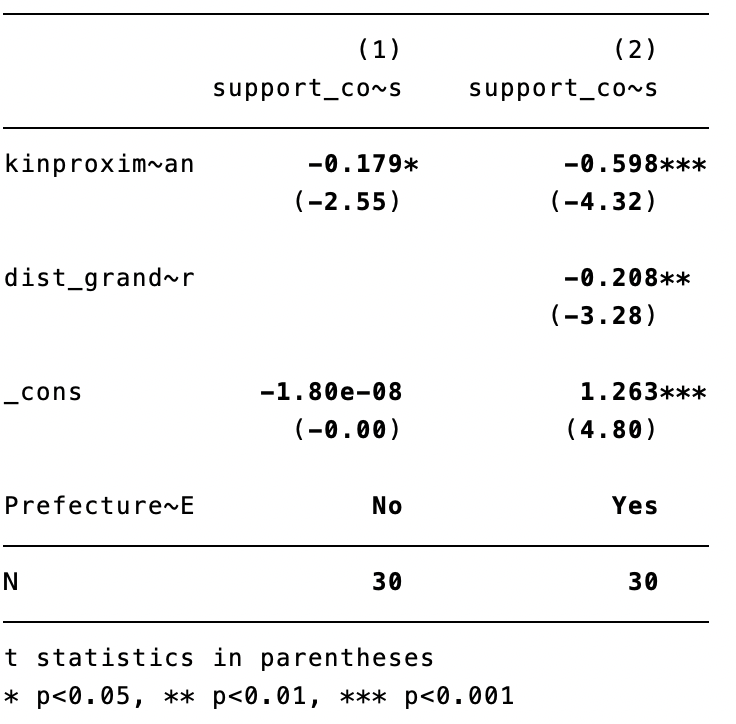 (1) (2)
support_co~s support_co~s
kinproxim~an -0.179* -0.598***
(-2.55) (-4.32)
dist_grand~r -0.208**
(-3.28)
_cons -1.80e-08 1.263***
(-0.00) (4.80)
Prefecture~E No Yes
N 30 30
t statistics in parentheses
* p<0.05, ** p<0.01, *** p<0.001